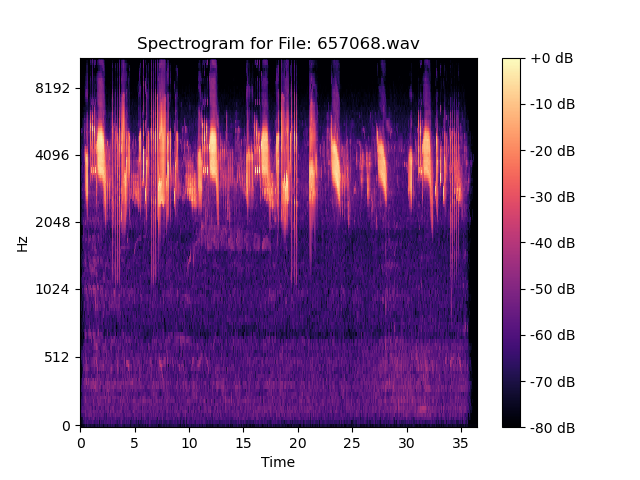 Spectrogram for File: 657068.wav
8192
4096
2048
1024
512
0
Hz
0 5 10 15 20 25 30 35
Time
+0 dB
-10 dB
-20 dB
-30 dB
-40 dB
-50 dB
-60 dB
-70 dB
-80 dB